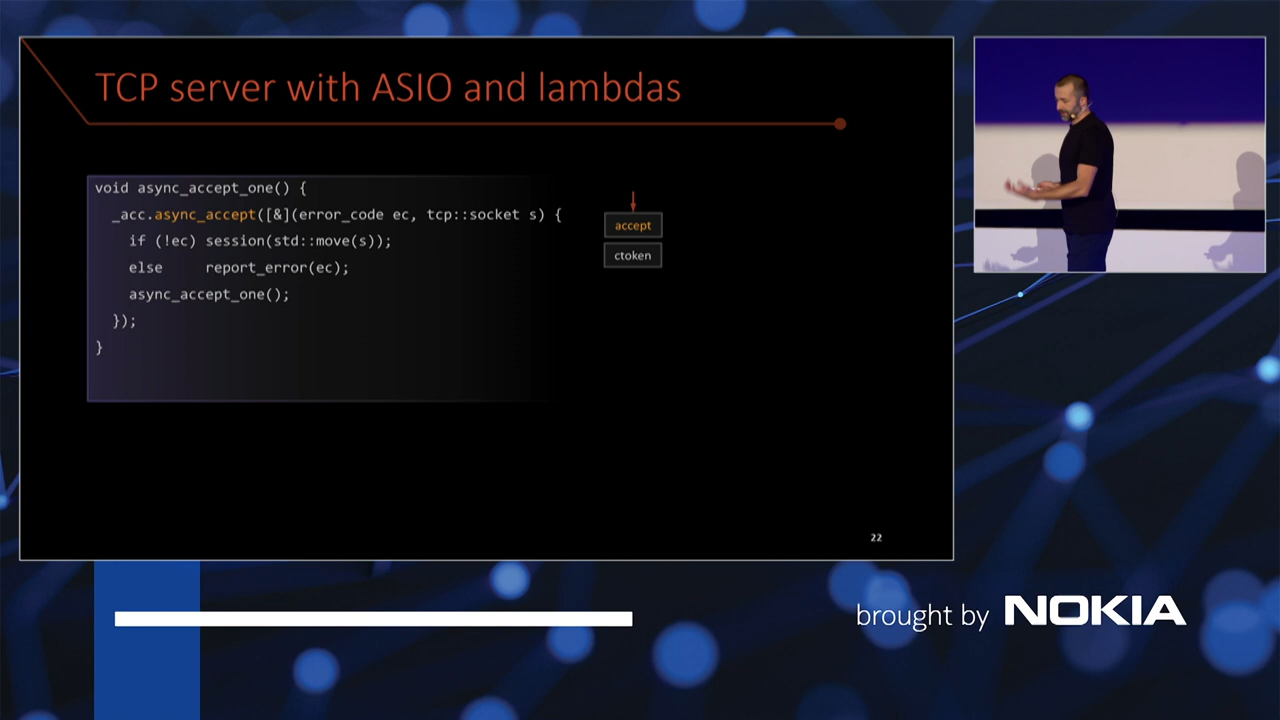 TCP server with ASIO and lambdas
void async_accept_one() {
_acc.async_accept([&](error_code ec, tcp::socket s) {
if (!ec) session(std::move(s));
else     report_error(ec);
async_accept_one();
});
}
accept
ctoken
22
brought by NOKIA